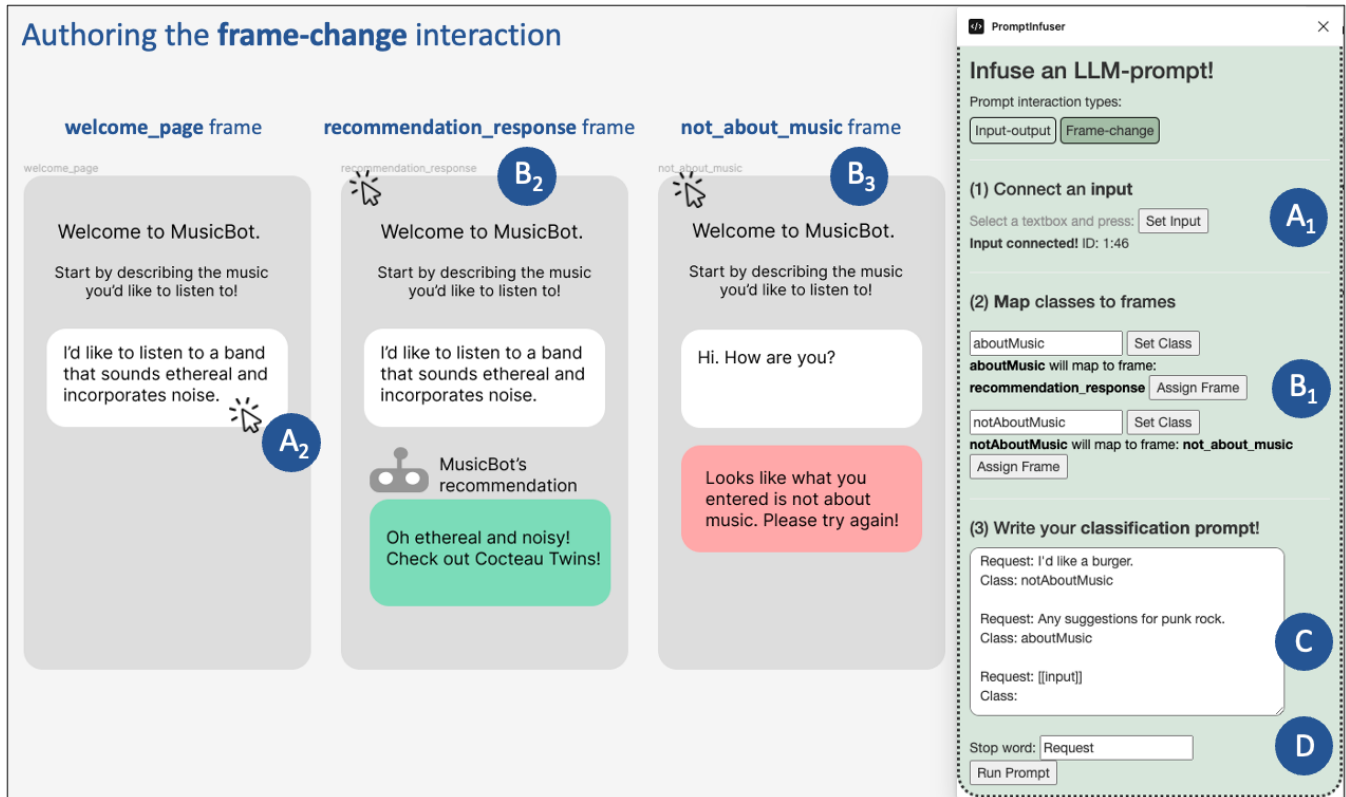 Authoring the frame-change interaction
welcome_page frame
recommendation_response frame
not_about_music frame
welcome_page
recommendation_response
not_about_music
B2
B3
Welcome to MusicBot.
Start by describing the music
you'd like to listen to!
I'd like to listen to a band
that sounds ethereal and
incorporates noise.
A2
Welcome to MusicBot.
Start by describing the music
you'd like to listen to!
I'd like to listen to a band
that sounds ethereal and
incorporates noise.
MusicBot's
recommendation
Oh ethereal and noisy!
Check out Cocteau Twins!
Welcome to MusicBot.
Start by describing the music
you'd like to listen to!
Hi. How are you?
Looks like what you
entered is not about
music. Please try again!
</> PromptInfuser
Infuse an LLM-prompt!
Prompt interaction types:
Input-output Frame-change
(1) Connect an input
Select a textbox and press: Set Input
Input connected! ID: 1:46
A1
(2) Map classes to frames
aboutMusic Set Class
aboutMusic will map to frame:
recommendation_response Assign Frame
B1
notAboutMusic Set Class
notAboutMusic will map to frame: not_about_music
Assign Frame
(3) Write your classification prompt!
Request: I'd like a burger.
Class: notAboutMusic
Request: Any suggestions for punk rock.
Class: aboutMusic
Request: [[input]]
Class:
C
Stop word: Request
D
Run Prompt